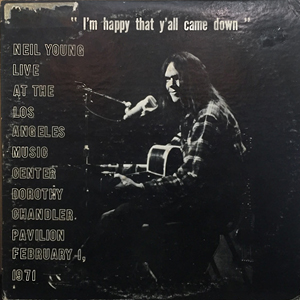 " I'm happy that y'all came down "
NEIL YOUNG
LIVE
AT THE
LOS
ANGELES
MUSIC
CENTER
DOROTHY
CHANDLER
PAVILION
FEBRUARY-1,
1971